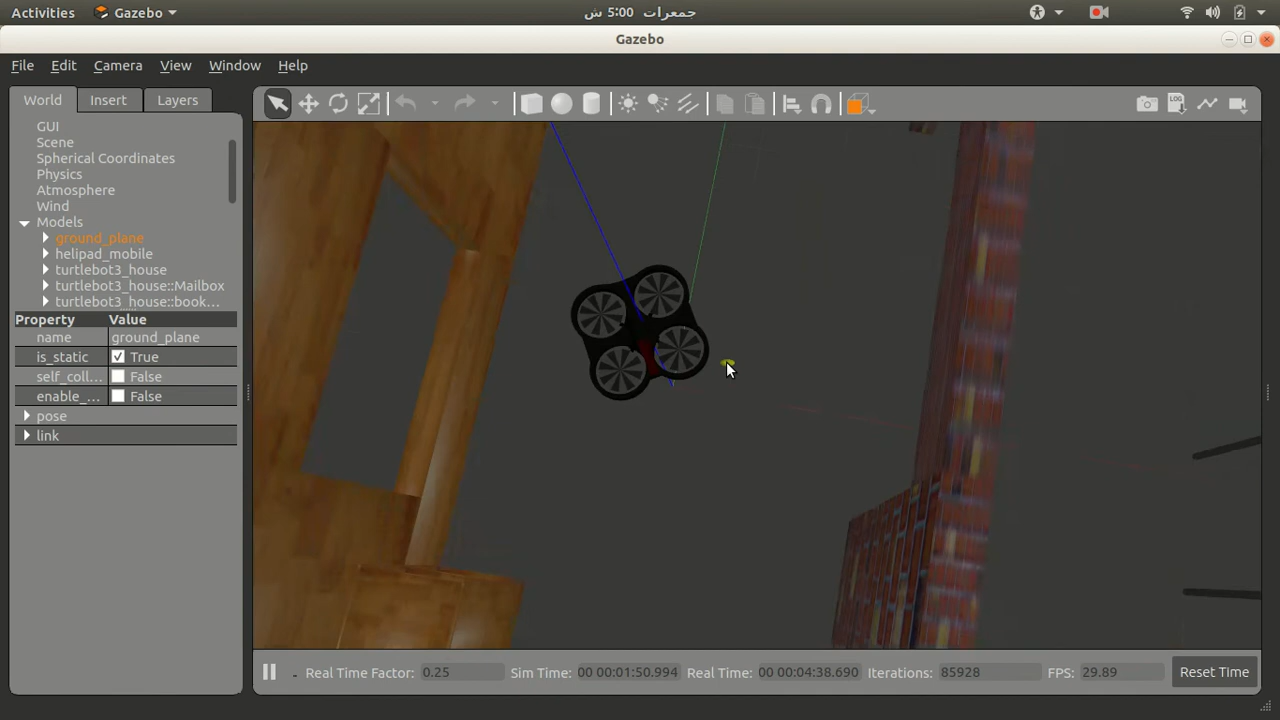 Activities Gazebo جمعرات 5:00 ش
Gazebo
File Edit Camera View Window Help
World Insert Layers
GUI
Scene
Spherical Coordinates
Physics
Atmosphere
Wind
Models
ground_plane
helipad_mobile
turtlebot3_house
turtlebot3_house::Mailbox
turtlebot3_house::book...
Property Value
name ground_plane
is_static True
self_coll... False
enable_... False
pose
link
Real Time Factor: 0.25 Sim Time: 00 00:01:50.994 Real Time: 00 00:04:38.690 Iterations: 85928 FPS: 29.89 Reset Time